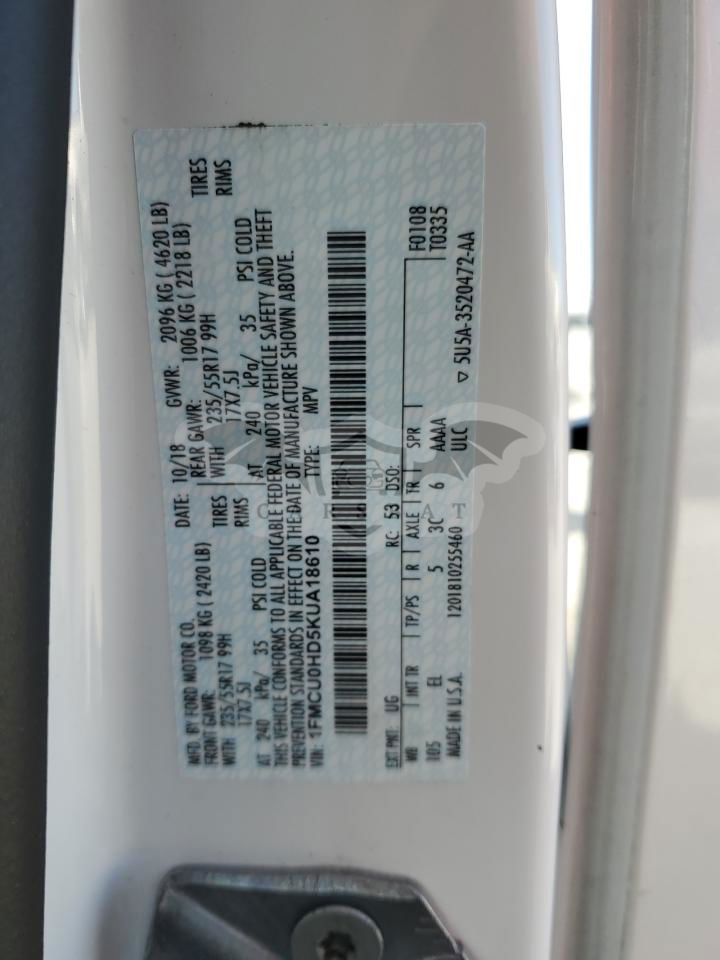 MFD. BY FORD MOTOR CO.
DATE: 10/18 GVWR: 2096 KG ( 4620 LB)
FRONT GAWR: 1098 KG ( 2420 LB) REAR GAWR: 1006 KG ( 2218 LB)
WITH 235/55R17 99H TIRES WITH 235/55R17 99H TIRES
17X7.5J RIMS 17X7.5J RIMS
AT 240 kPa/ 35 PSI COLD AT 240 kPa/ 35 PSI COLD
THIS VEHICLE CONFORMS TO ALL APPLICABLE FEDERAL MOTOR VEHICLE SAFETY AND THEFT
PREVENTION STANDARDS IN EFFECT ON THE DATE OF MANUFACTURE SHOWN ABOVE.
VIN: 1FMCU0HD5KUA18610 TYPE: MPV
EXT PNT: UG RC: 53 DSO: F0108
WB INT TR TP/PS R AXLE TR SPR T0335
105 EL 5 3C 6 AAAA
ULC
MADE IN U.S.A. 1201810255460 ▽ 5U5A-3520472-AA